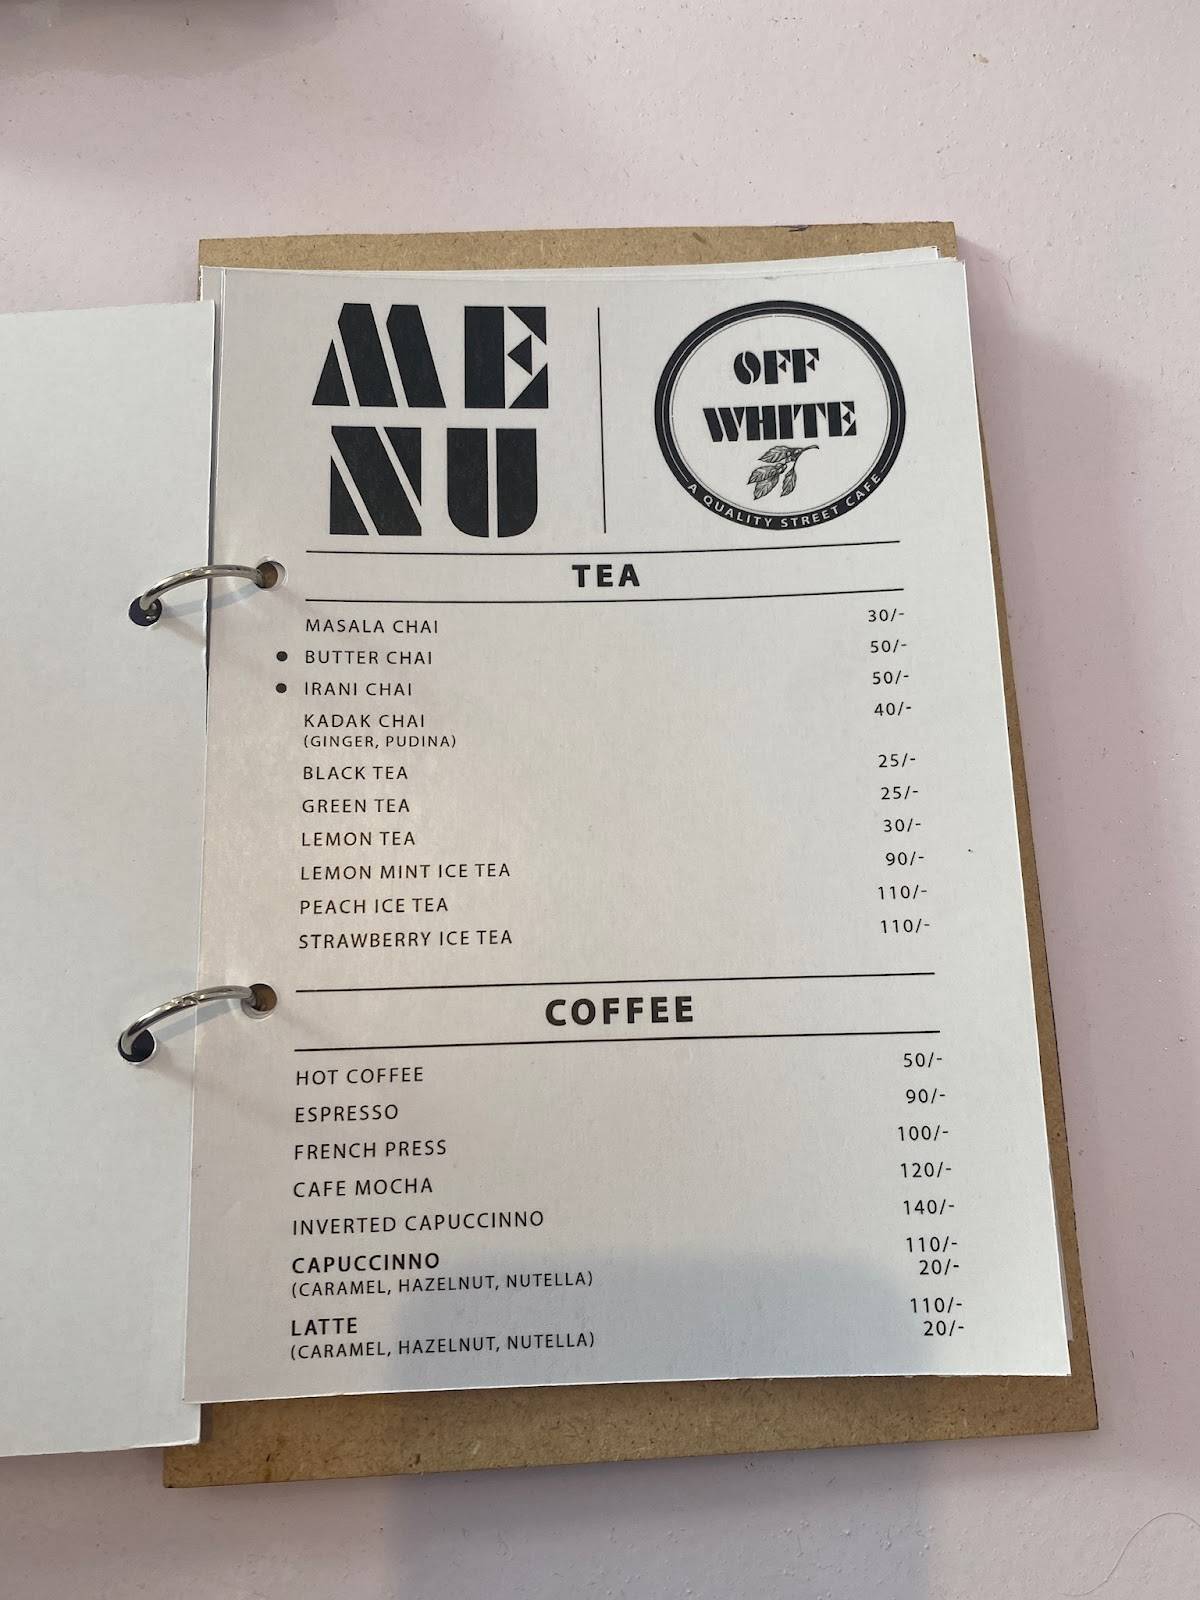 MENU
OFF
WHITE
A QUALITY STREET CAFE
TEA
MASALA CHAI 30/-
• BUTTER CHAI 50/-
• IRANI CHAI 50/-
KADAK CHAI 40/-
(GINGER, PUDINA)
BLACK TEA 25/-
GREEN TEA 25/-
LEMON TEA 30/-
LEMON MINT ICE TEA 90/-
PEACH ICE TEA 110/-
STRAWBERRY ICE TEA 110/-
COFFEE
HOT COFFEE 50/-
ESPRESSO 90/-
FRENCH PRESS 100/-
CAFE MOCHA 120/-
INVERTED CAPUCCINNO 140/-
CAPUCCINNO 110/-
(CARAMEL, HAZELNUT, NUTELLA) 20/-
LATTE 110/-
(CARAMEL, HAZELNUT, NUTELLA) 20/-